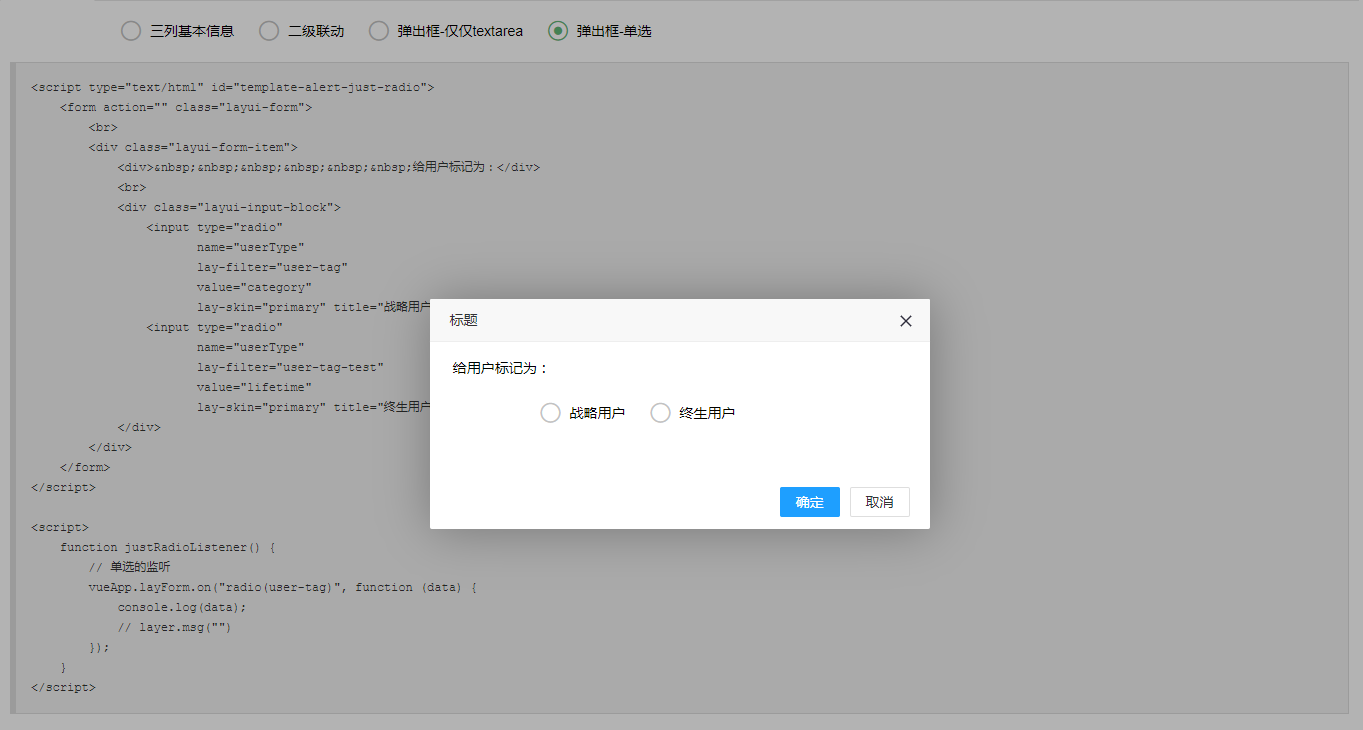 三列基本信息 二级联动 弹出框-仅仅textarea 弹出框-单选
<script type="text/html" id="template-alert-just-radio">
<form action="" class="layui-form">
<br>
<div class="layui-form-item">
<div>&nbsp;&nbsp;&nbsp;&nbsp;&nbsp;&nbsp;给用户标记为：</div>
<br>
<div class="layui-input-block">
<input type="radio"
name="userType"
lay-filter="user-tag"
value="category"
lay-skin="primary" title="战略用户
<input type="radio"
name="userType"
lay-filter="user-tag-test"
value="lifetime"
lay-skin="primary" title="终生用户
</div>
</div>
</form>
</script>
<script>
function justRadioListener() {
// 单选的监听
vueApp.layForm.on("radio(user-tag)", function (data) {
console.log(data);
// layer.msg("")
});
}
</script>
标题
给用户标记为：
战略用户 终生用户
确定 取消